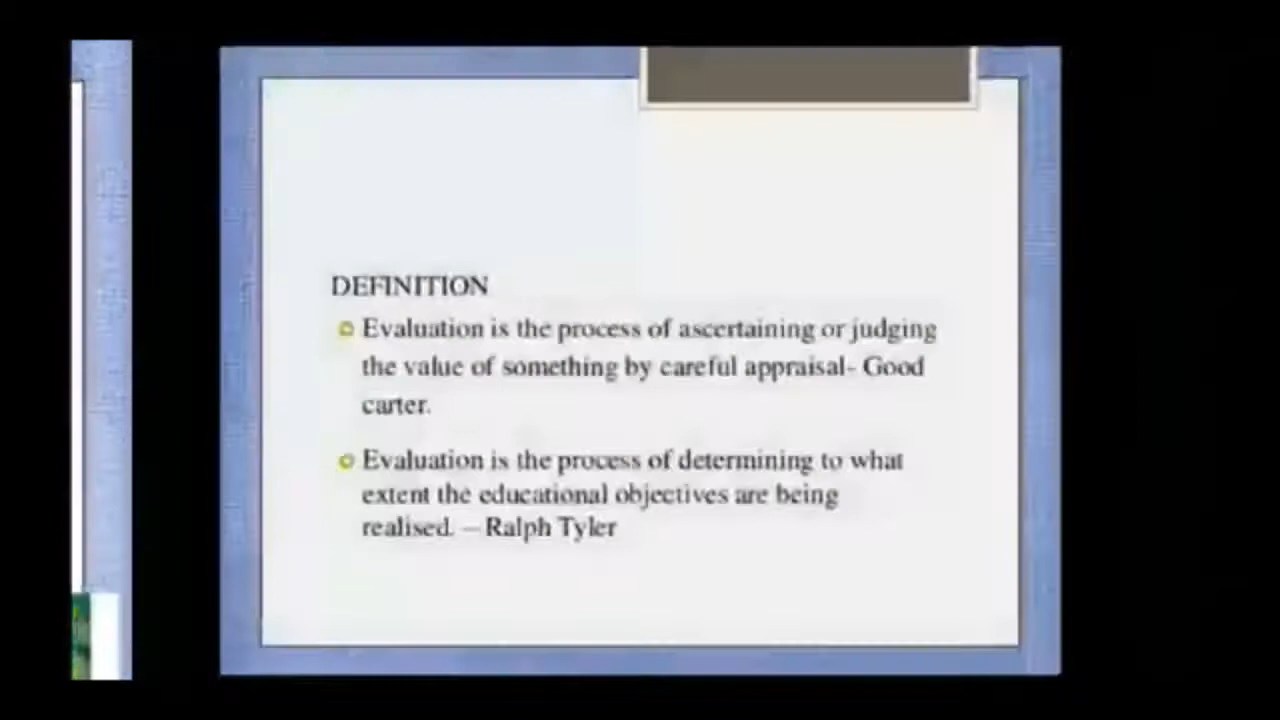 DEFINITION
Evaluation is the process of ascertaining or judging
the value of something by careful appraisal- Good
carter.
Evaluation is the process of determining to what
extent the educational objectives are being
realised. – Ralph Tyler